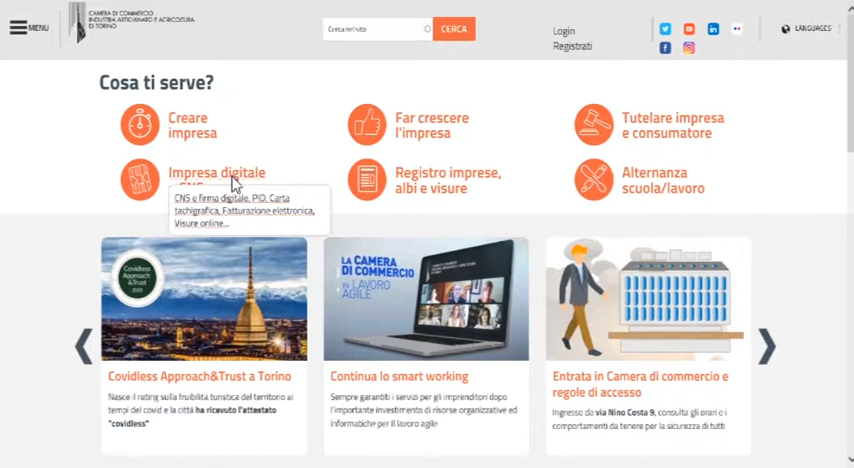 MENU
CAMERA DI COMMERCIO
INDUSTRIA ARTIGIANATO E AGRICOLTURA
DI TORINO
Cerca nel sito
CERCA
Login
Registrati
LANGUAGES
Cosa ti serve?
Creare
impresa
Far crescere
l'impresa
Tutelare impresa
e consumatore
Impresa digitale
Registro imprese,
albi e visure
Alternanza
scuola/lavoro
CNS e firma digitale, PID, Carta
tachigrafica, Fatturazione elettronica,
Visure online...
Covidless
Approach
&Trust
LA CAMERA
DI COMMERCIO
IN LAVORO
AGILE
Covidless Approach&Trust a Torino
Nasce il rating sulla fruibilità turistica del territorio ai
tempi del covid e la città ha ricevuto l'attestato
"covidless"
Continua lo smart working
Sempre garantiti i servizi per gli imprenditori dopo
l'importante investimento di risorse organizzative ed
informatiche per il lavoro agile
Entrata in Camera di commercio e
regole di accesso
Ingresso da via Nino Costa 9, consulta gli orari e i
comportamenti da tenere per la sicurezza di tutti